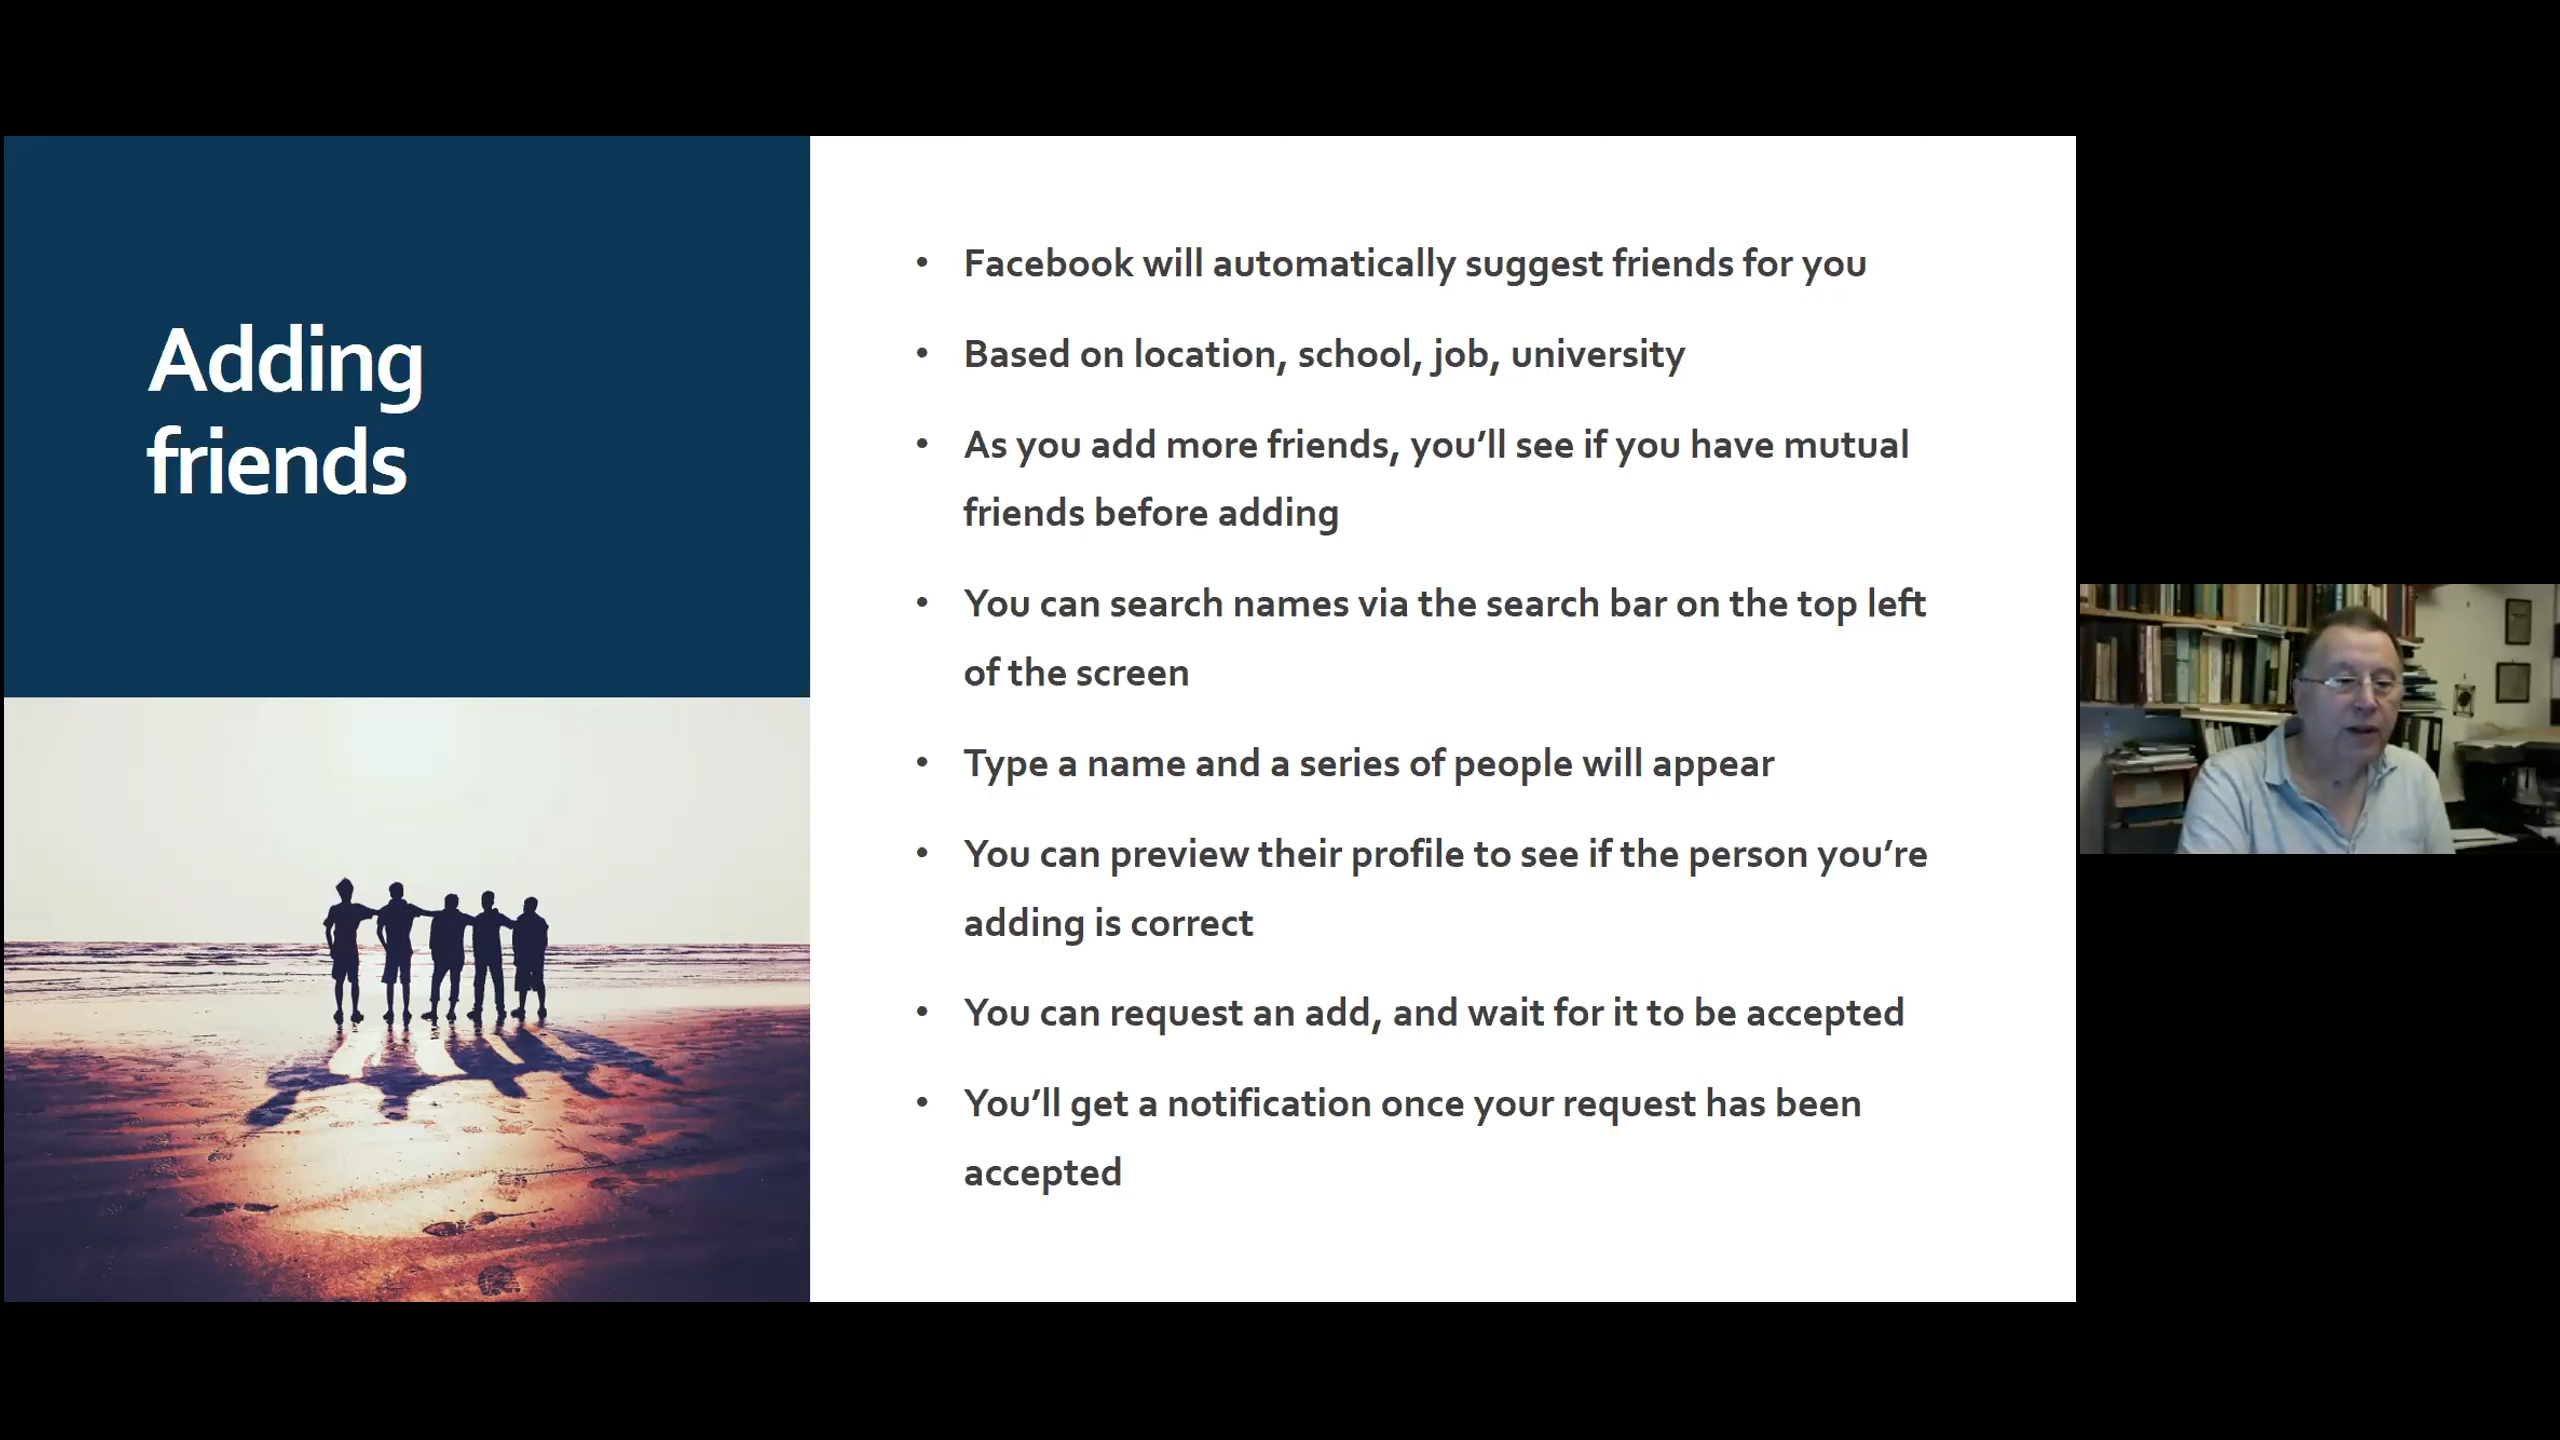 Adding
friends
• Facebook will automatically suggest friends for you
• Based on location, school, job, university
• As you add more friends, you’ll see if you have mutual
friends before adding
• You can search names via the search bar on the top left
of the screen
• Type a name and a series of people will appear
• You can preview their profile to see if the person you’re
adding is correct
• You can request an add, and wait for it to be accepted
• You’ll get a notification once your request has been
accepted